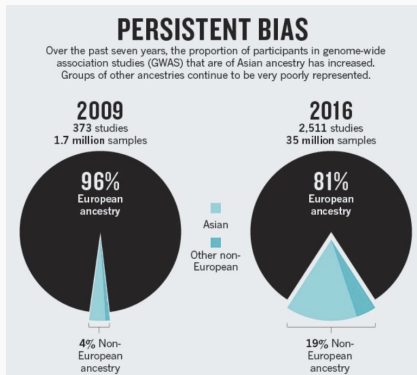 PERSISTENT BIAS
Over the past seven years, the proportion of participants in genome-wide
association studies (GWAS) that are of Asian ancestry has increased.
Groups of other ancestries continue to be very poorly represented.
2009
373 studies
1.7 million samples
96%
European
ancestry
4% Non-
European
ancestry
Asian
Other non-
European
2016
2,511 studies
35 million samples
81%
European
ancestry
19% Non-
European
ancestry